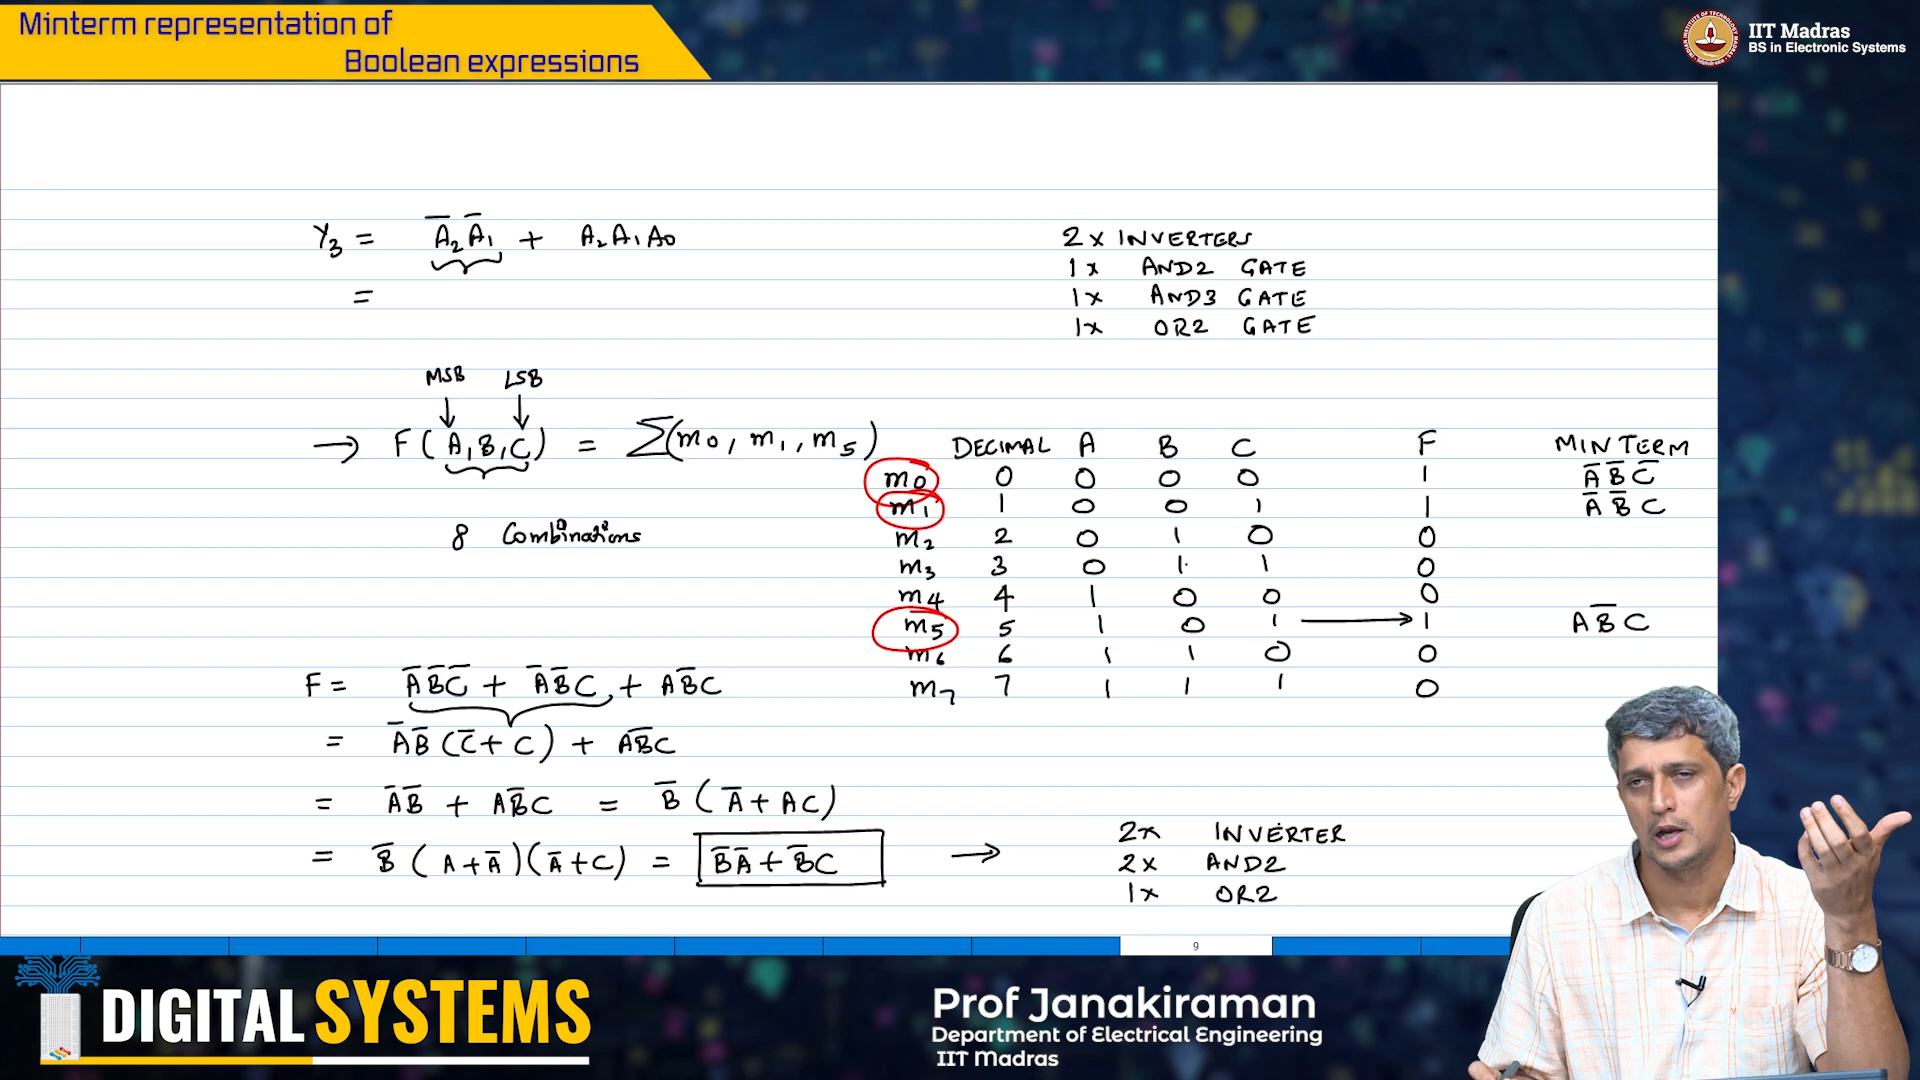 Minterm representation of
Boolean expressions
IIT Madras
BS in Electronic Systems
Y₃ = A̅₂A̅₁ + A₂A₁A₀
=
2x INVERTERS
1x AND2 GATE
1x AND3 GATE
1x OR2 GATE
MSB LSB
→ F(A,B,C) = Σ(m0, m1, m5)
8 Combinations
DECIMAL A B C F MINTERM
m0 0 0 0 0 1 A̅B̅C̅
m1 1 0 0 1 1 A̅B̅C
m2 2 0 1 0 0
m3 3 0 1 1 0
m4 4 1 0 0 0
m5 5 1 0 1 → 1 AB̅C
m6 6 1 1 0 0
m7 7 1 1 1 0
F = A̅B̅C̅ + A̅B̅C + AB̅C
= A̅B̅(C̅+C) + AB̅C
= A̅B̅ + AB̅C = B̅(A̅+AC)
= B̅(A+A̅)(A̅+C) = B̅A̅+B̅C →
2x INVERTER
2x AND2
1x OR2
9
DIGITAL SYSTEMS
Prof Janakiraman
Department of Electrical Engineering
IIT Madras